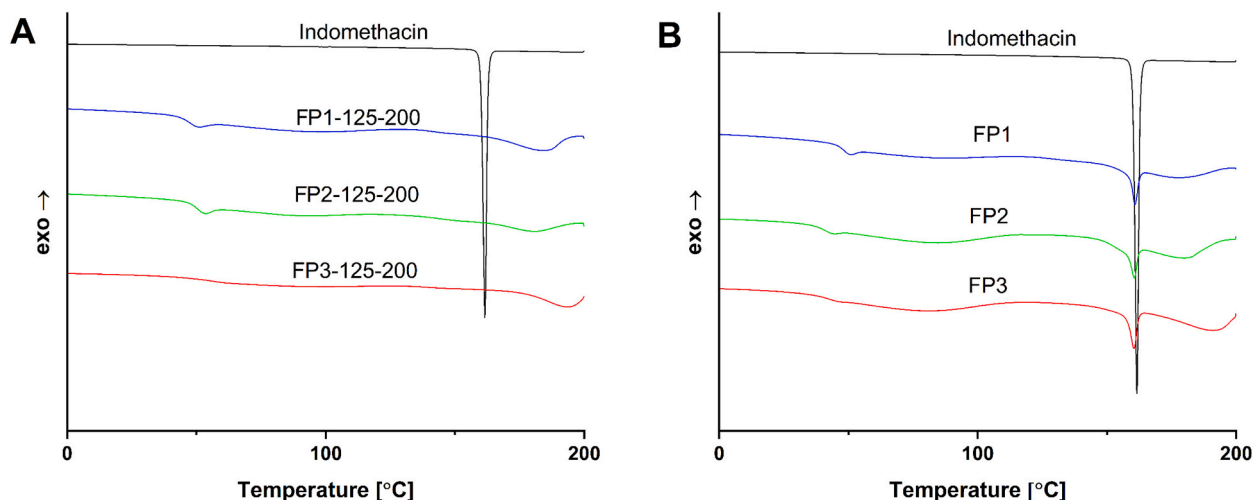 A
Indomethacin
FP1-125-200
FP2-125-200
FP3-125-200
exo →
0
100
200
Temperature [°C]
B
Indomethacin
FP1
FP2
FP3
exo →
0
100
200
Temperature [°C]